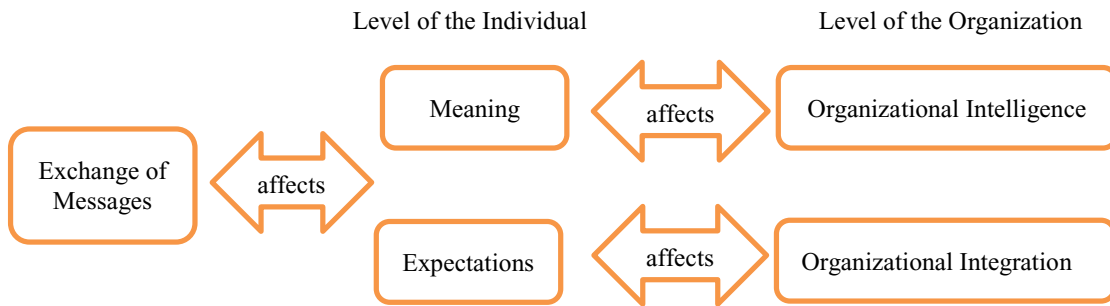 Level of the Individual
Level of the Organization
Meaning
affects
Organizational Intelligence
Exchange of
Messages
affects
Expectations
affects
Organizational Integration